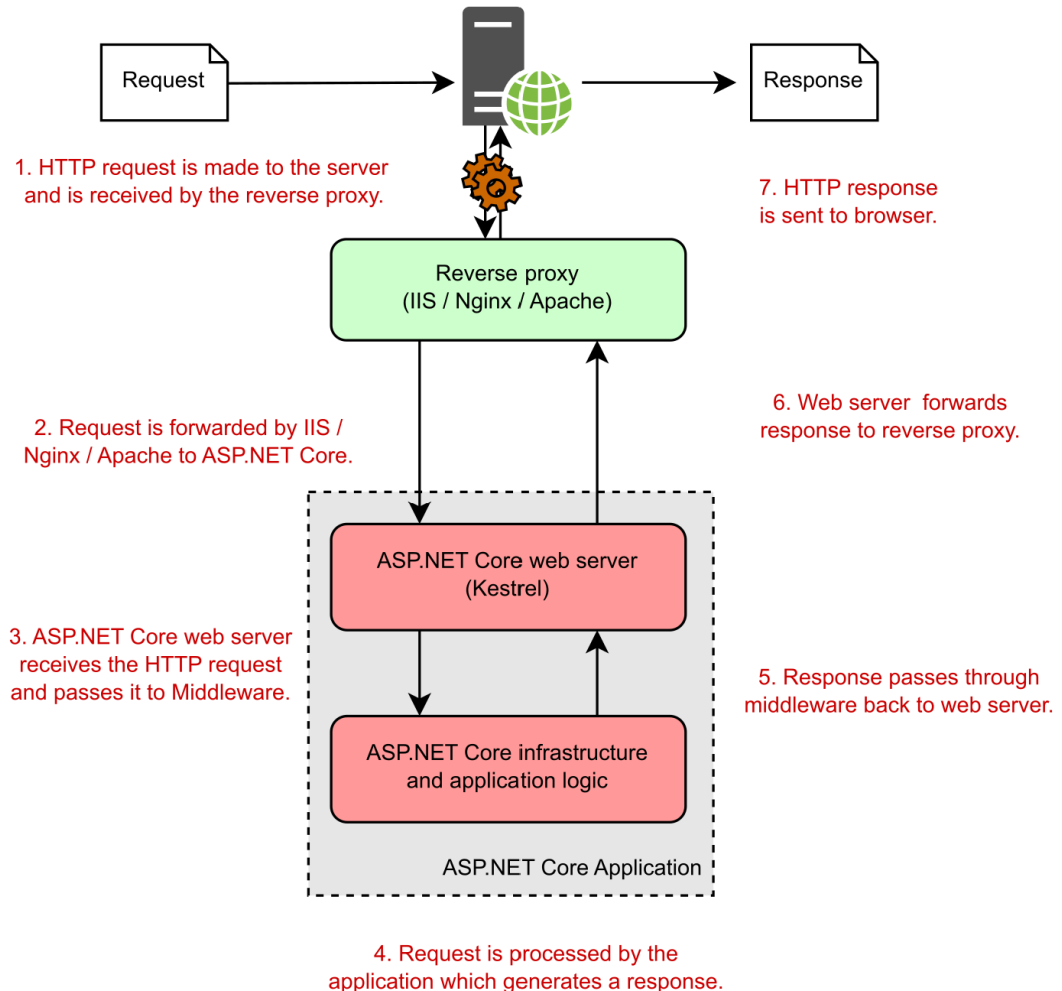 Request
Response
1. HTTP request is made to the server
and is received by the reverse proxy.
7. HTTP response
is sent to browser.
Reverse proxy
(IIS / Nginx / Apache)
2. Request is forwarded by IIS /
Nginx / Apache to ASP.NET Core.
6. Web server forwards
response to reverse proxy.
ASP.NET Core web server
(Kestrel)
3. ASP.NET Core web server
receives the HTTP request
and passes it to Middleware.
5. Response passes through
middleware back to web server.
ASP.NET Core infrastructure
and application logic
ASP.NET Core Application
4. Request is processed by the
application which generates a response.